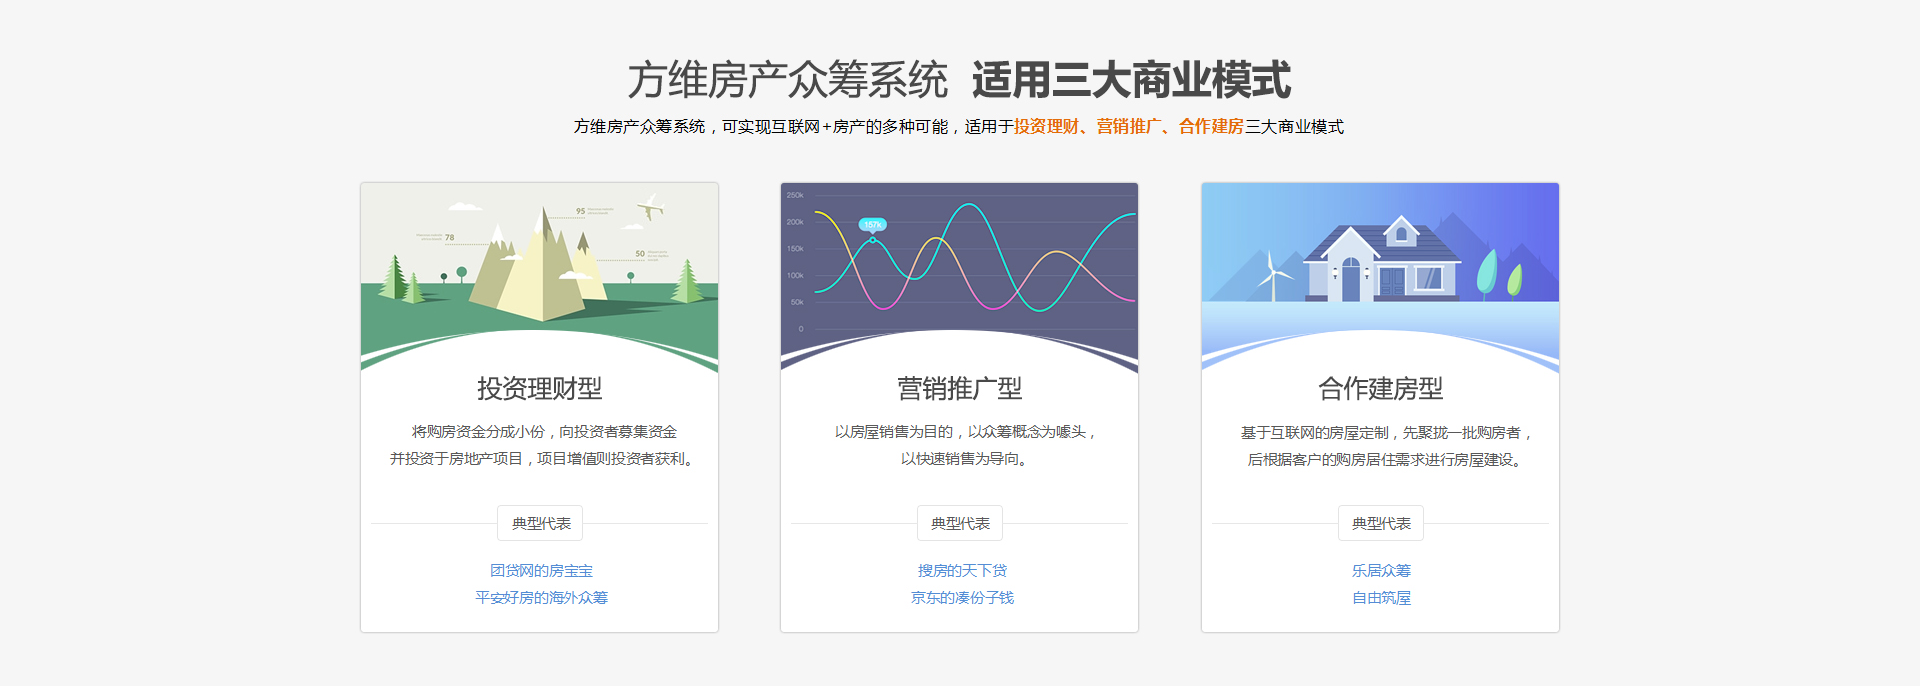 方维房产众筹系统 适用三大商业模式
方维房产众筹系统，可实现互联网+房产的多种可能，适用于投资理财、营销推广、合作建房三大商业模式
95
78
50
投资理财型
将购房资金分成小份，向投资者募集资金
并投资于房地产项目，项目增值则投资者获利。
典型代表
团贷网的房宝宝
平安好房的海外众筹
250k
200k
157k
150k
100k
50k
0
营销推广型
以房屋销售为目的，以众筹概念为噱头，
以快速销售为导向。
典型代表
搜房的天下贷
京东的凑份子钱
合作建房型
基于互联网的房屋定制，先聚拢一批购房者，
后根据客户的购房居住需求进行房屋建设。
典型代表
乐居众筹
自由筑屋